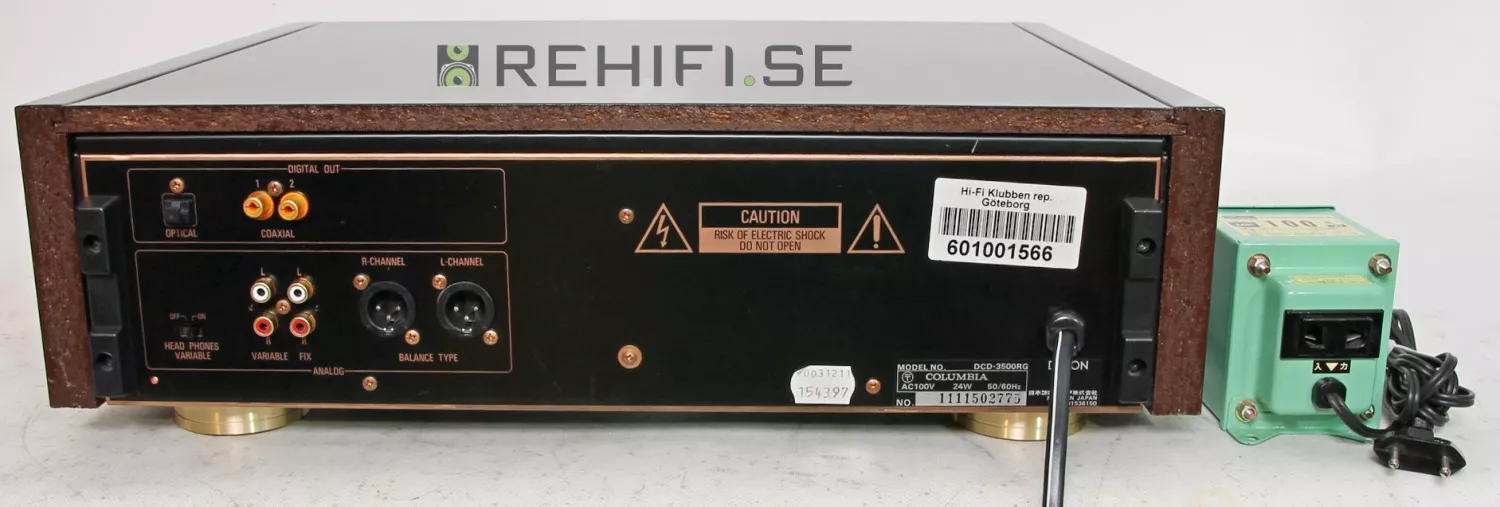 REHIFI.SE
DIGITAL OUT
1 2
OPTICAL
COAXIAL
R-CHANNEL
L-CHANNEL
L L
OFF ON
R R
HEAD PHONES
VARIABLE
VARIABLE FIX
BALANCE TYPE
ANALOG
CAUTION
RISK OF ELECTRIC SHOCK
DO NOT OPEN
Hi-Fi Klubben rep.
Göteborg
601001566
154397
MODEL NO. DCD-3500RG
COLUMBIA
AC100V 24W 50/60Hz
NO. 1111502775
100
入 ▼ 力